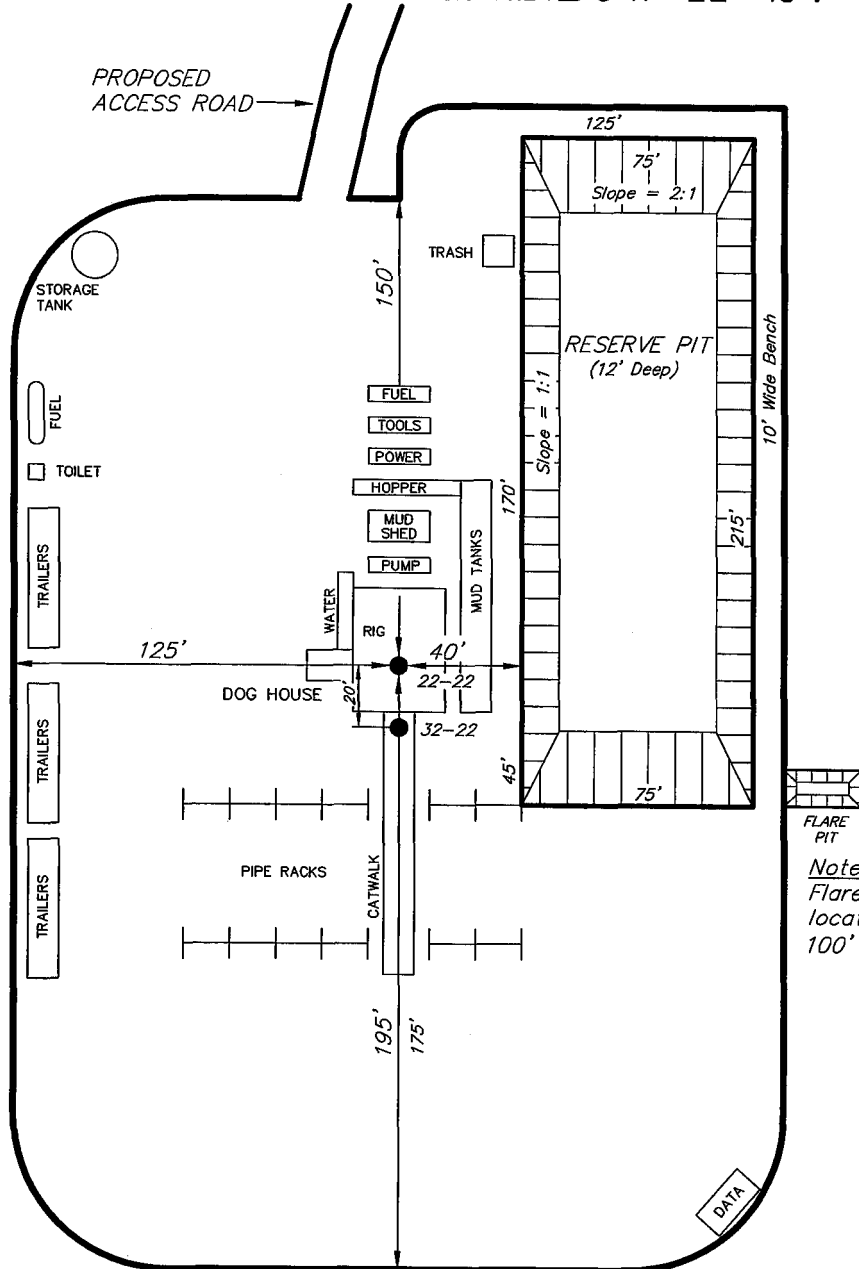 PROPOSED
ACCESS ROAD
125'
75'
Slope = 2:1
TRASH
STORAGE
TANK
150'
RESERVE PIT
(12' Deep)
10' Wide Bench
Slope = 1:1
FUEL
FUEL
TOOLS
POWER
TOILET
HOPPER
170'
215'
MUD
SHED
MUD TANKS
TRAILERS
PUMP
WATER
RIG
125'
40'
22-22
DOG HOUSE
20'
32-22
TRAILERS
45'
75'
FLARE
PIT
PIPE RACKS
CATWALK
TRAILERS
Note
Flare
locat
100'
195'
175'
DATA